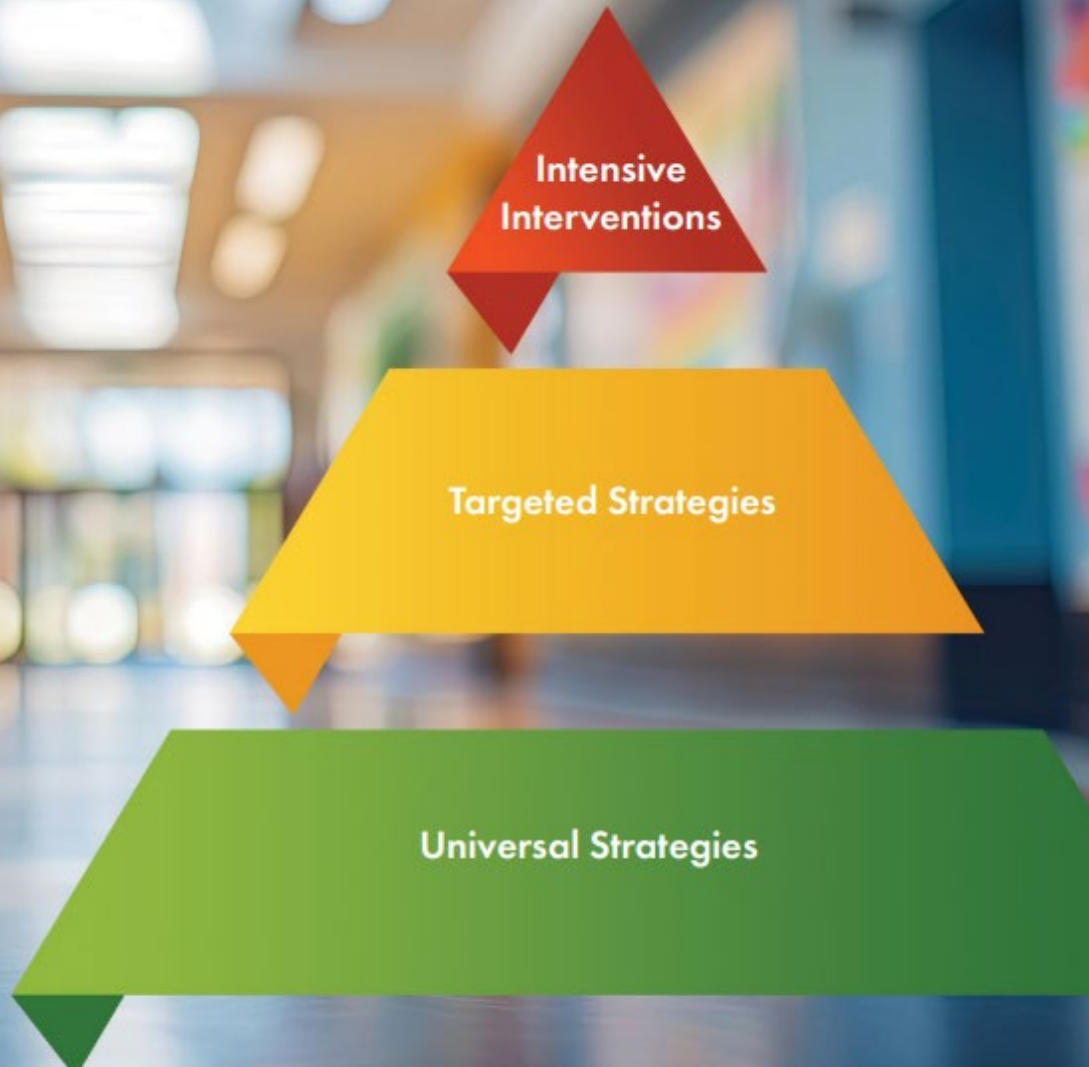 Intensive
Interventions
Targeted Strategies
Universal Strategies